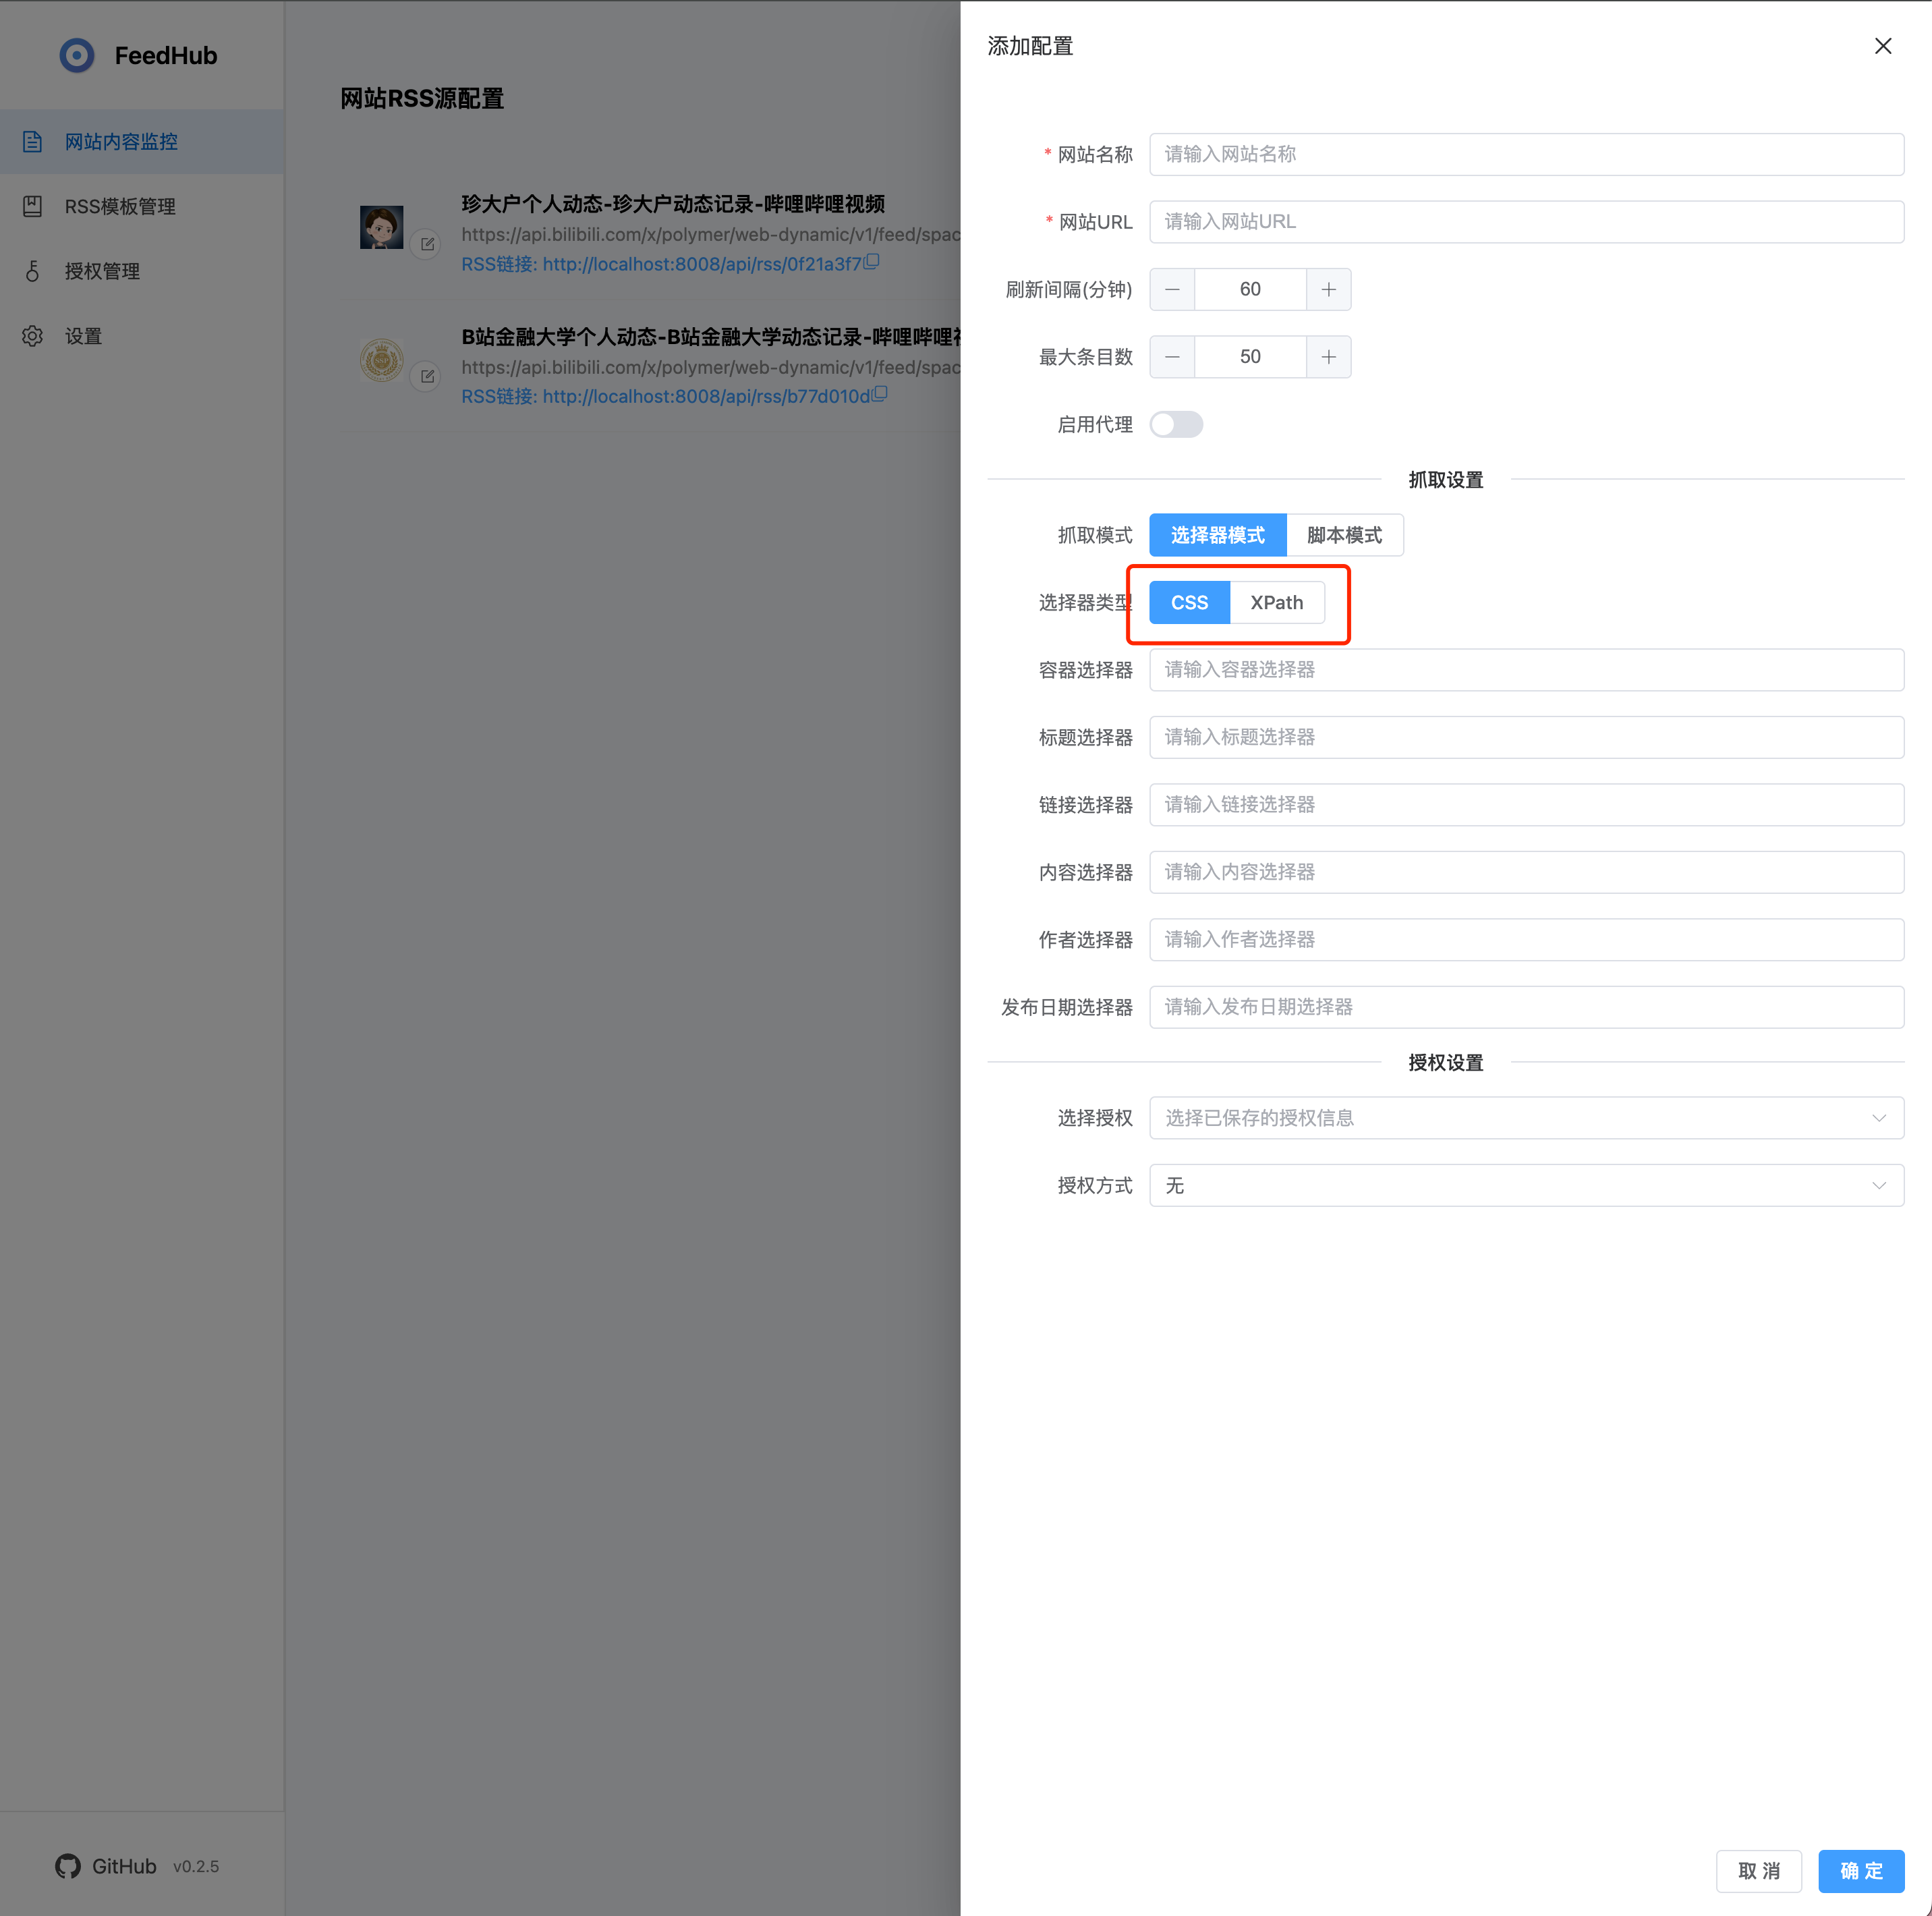 FeedHub
网站内容监控
RSS模板管理
授权管理
设置
GitHub v0.2.5
网站RSS源配置
珍大户个人动态-珍大户动态记录-哔哩哔哩视频
https://api.bilibili.com/x/polymer/web-dynamic/v1/feed/spac
RSS链接: http://localhost:8008/api/rss/0f21a3f7
B站金融大学个人动态-B站金融大学动态记录-哔哩哔哩
https://api.bilibili.com/x/polymer/web-dynamic/v1/feed/spac
RSS链接: http://localhost:8008/api/rss/b77d010d
添加配置
* 网站名称 请输入网站名称
* 网站URL 请输入网站URL
刷新间隔(分钟) 60
最大条目数 50
启用代理
抓取设置
抓取模式 选择器模式 脚本模式
选择器类型 CSS XPath
容器选择器 请输入容器选择器
标题选择器 请输入标题选择器
链接选择器 请输入链接选择器
内容选择器 请输入内容选择器
作者选择器 请输入作者选择器
发布日期选择器 请输入发布日期选择器
授权设置
选择授权 选择已保存的授权信息
授权方式 无
取 消 确 定